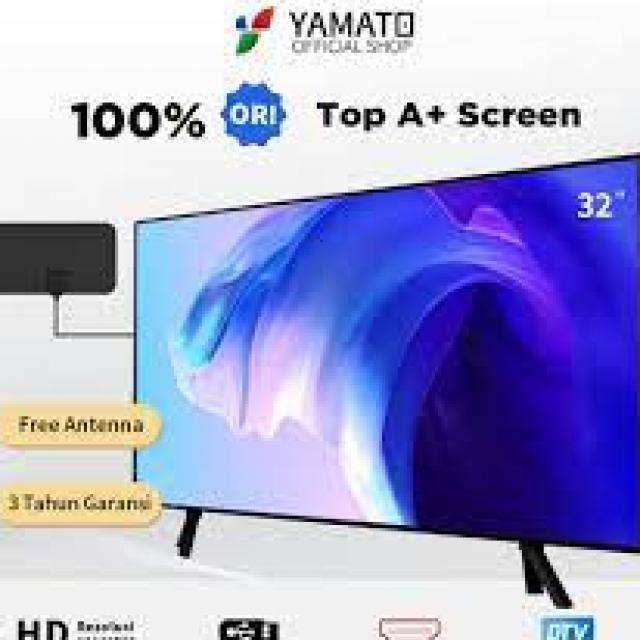 YAMATO
OFFICIAL SHOP
100% ORI Top A+ Screen
32"
Free Antenna
3 Tahun Garansi
HD
DTV